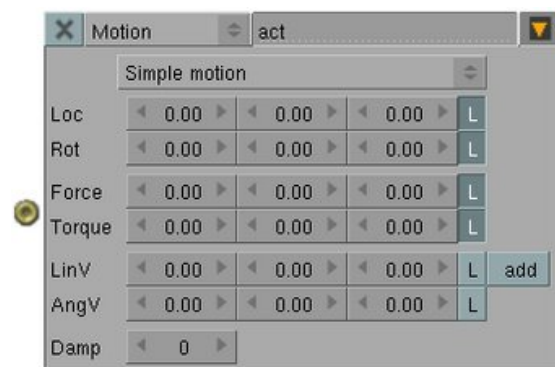 Motion act
Simple motion
Loc 0.00 0.00 0.00 L
Rot 0.00 0.00 0.00 L
Force 0.00 0.00 0.00 L
Torque 0.00 0.00 0.00 L
LinV 0.00 0.00 0.00 L add
AngV 0.00 0.00 0.00 L
Damp 0